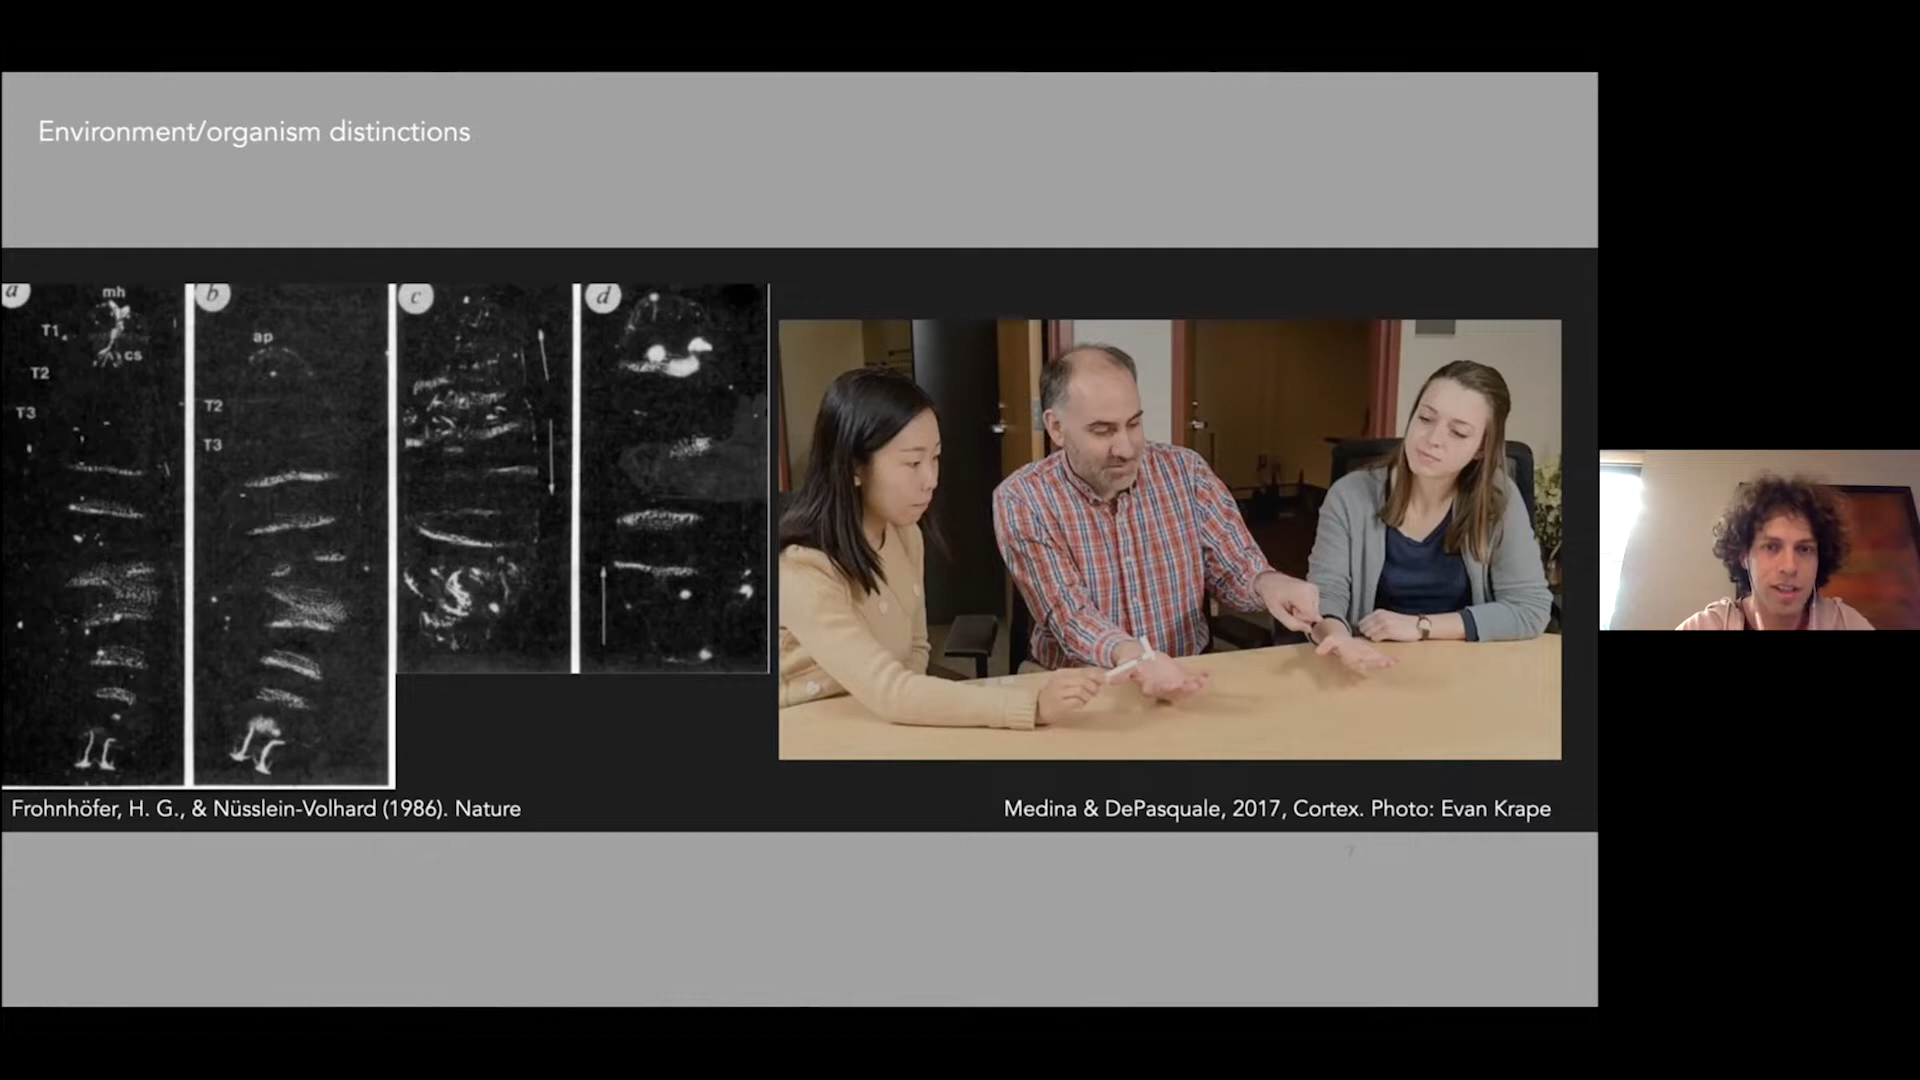 Environment/organism distinctions
a
mh
T1
cs
T2
T3
b
ap
T2
T3
c
d
Frohnhöfer, H. G., & Nüsslein-Volhard (1986). Nature
Medina & DePasquale, 2017, Cortex. Photo: Evan Krape